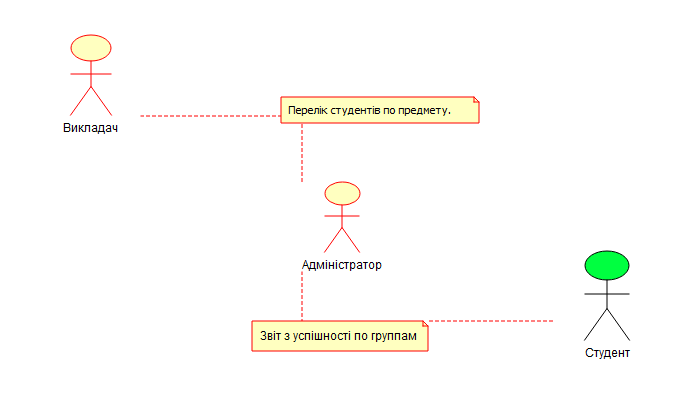 Викладач
Перелік студентів по предмету.
Адміністратор
Звіт з успішності по группам
Студент